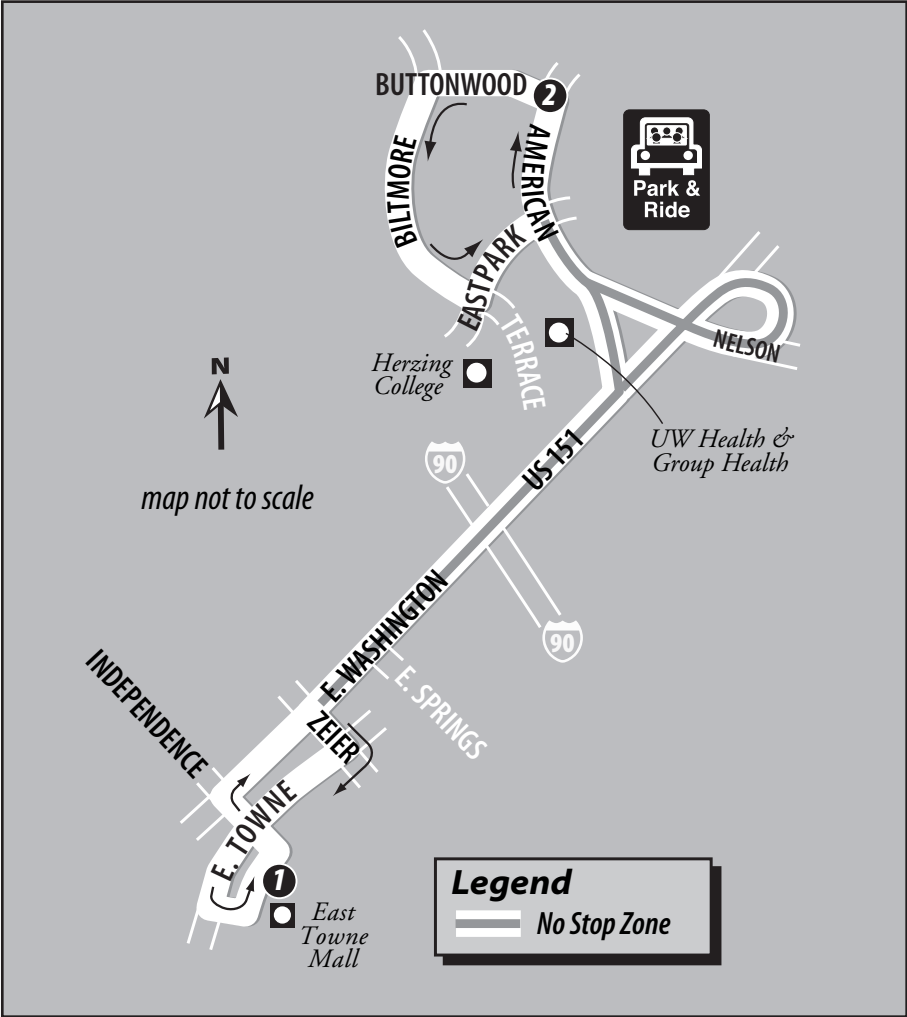 BUTTONWOOD
2
AMERICAN
BILTMORE
Park &
Ride
EASTPARK
TERRACE
NELSON
Herzing
College
N
UW Health &
Group Health
US 151
90
map not to scale
E. WASHINGTON
90
INDEPENDENCE
E. SPRINGS
ZEIER
E. TOWNE
1
East
Towne
Mall
Legend
No Stop Zone